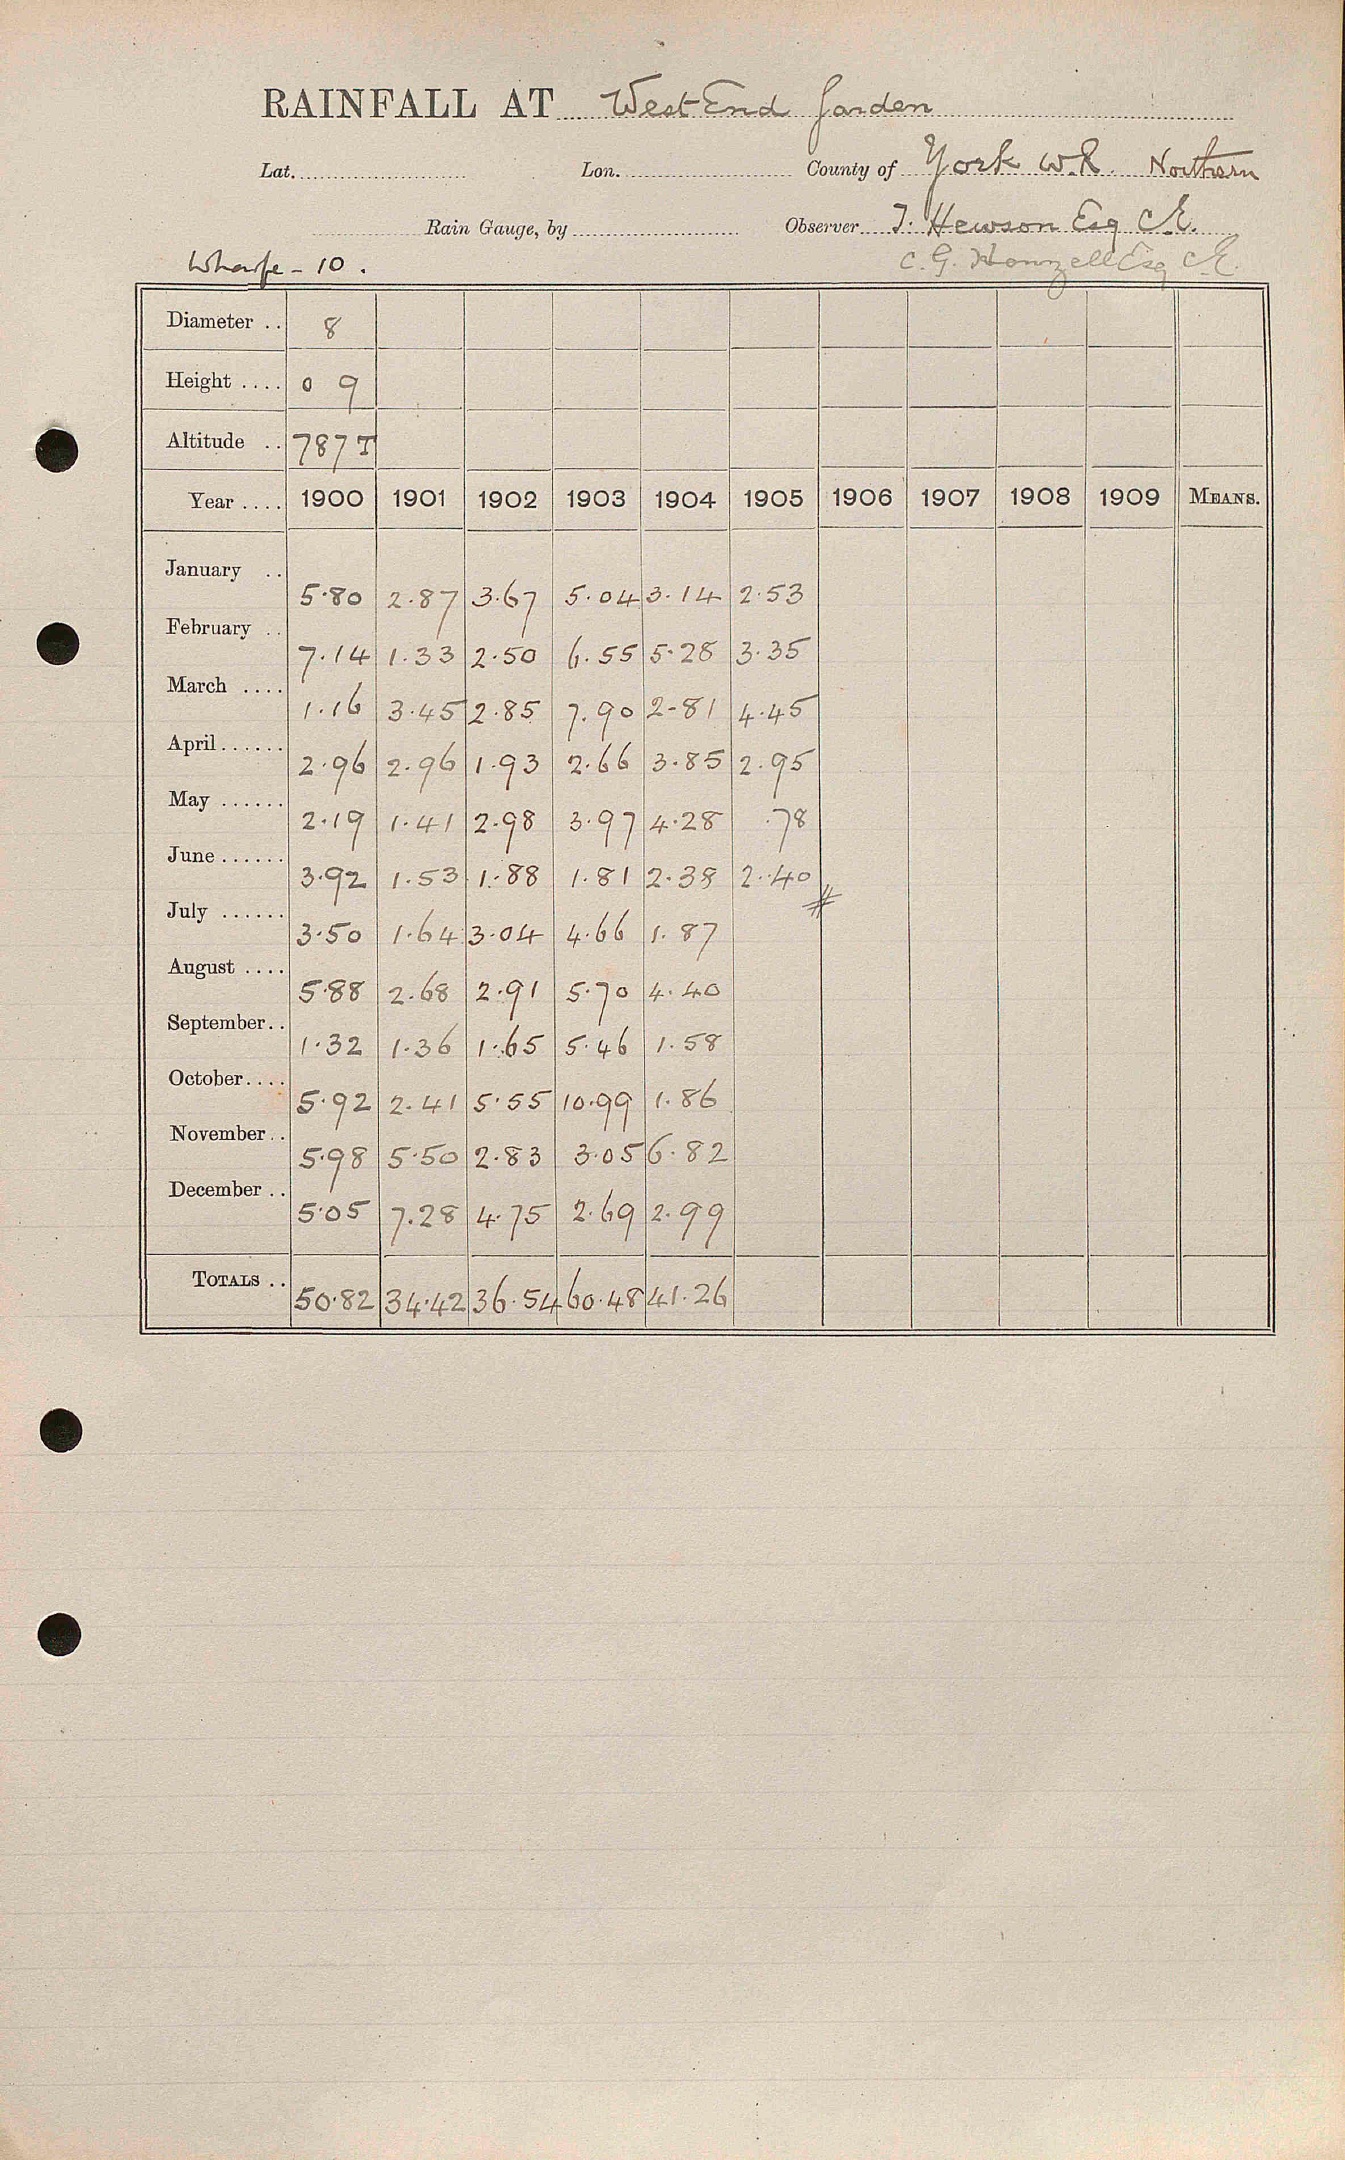 RAINFALL AT West End Garden
Lat. Lon. County of York W.R. Northern
Rain Gauge, by Observer T. Hewson Esq C.E.
Wharfe - 10. C. G. Esq C.E.
Diameter .. 8
Height .... 0 9
Altitude .. 787 T
Year .... 1900 1901 1902 1903 1904 1905 1906 1907 1908 1909 MEANS.
January .. 5.80 2.87 3.67 5.04 3.14 2.53
February .. 7.14 1.33 2.50 6.55 5.28 3.35
March .... 1.16 3.45 2.85 7.90 2.81 4.45
April...... 2.96 2.96 1.93 2.66 3.85 2.95
May ...... 2.19 1.41 2.98 3.97 4.28 .78
June ...... 3.92 1.53 1.88 1.81 2.38 2.40
July ...... 3.50 1.64 3.04 4.66 1.87 #
August .... 5.88 2.68 2.91 5.70 4.40
September.. 1.32 1.36 1.65 5.46 1.58
October.... 5.92 2.41 5.55 10.99 1.86
November.. 5.98 5.50 2.83 3.05 6.82
December .. 5.05 7.28 4.75 2.69 2.99
TOTALS .. 50.82 34.42 36.54 60.48 41.26